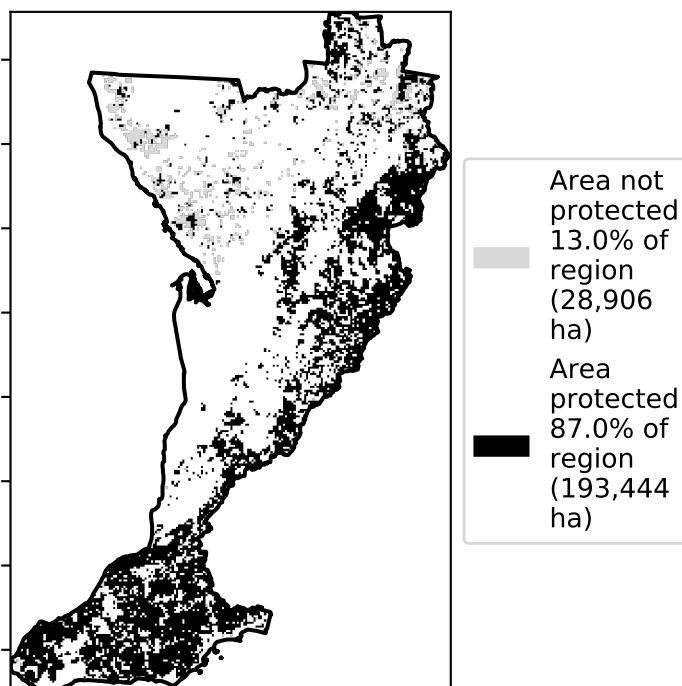 Area not
protected
13.0% of
region
(28,906
ha)
Area
protected
87.0% of
region
(193,444
ha)